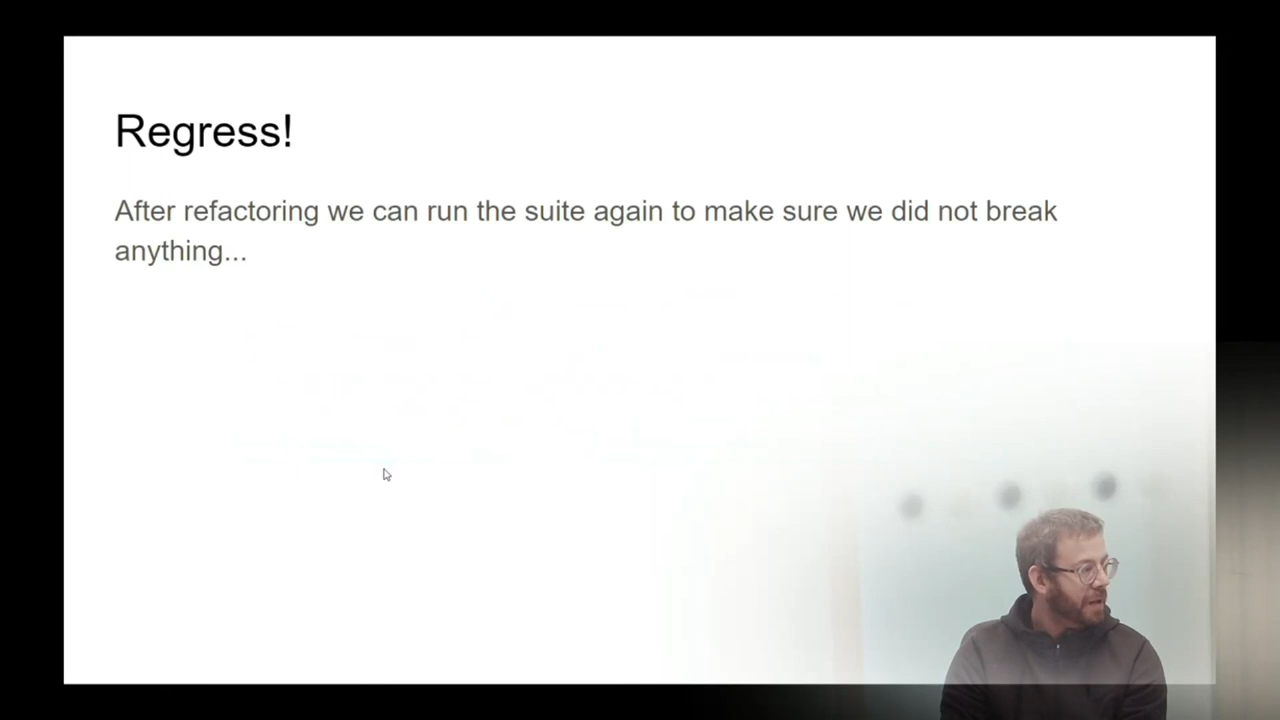 Regress!
After refactoring we can run the suite again to make sure we did not break
anything...